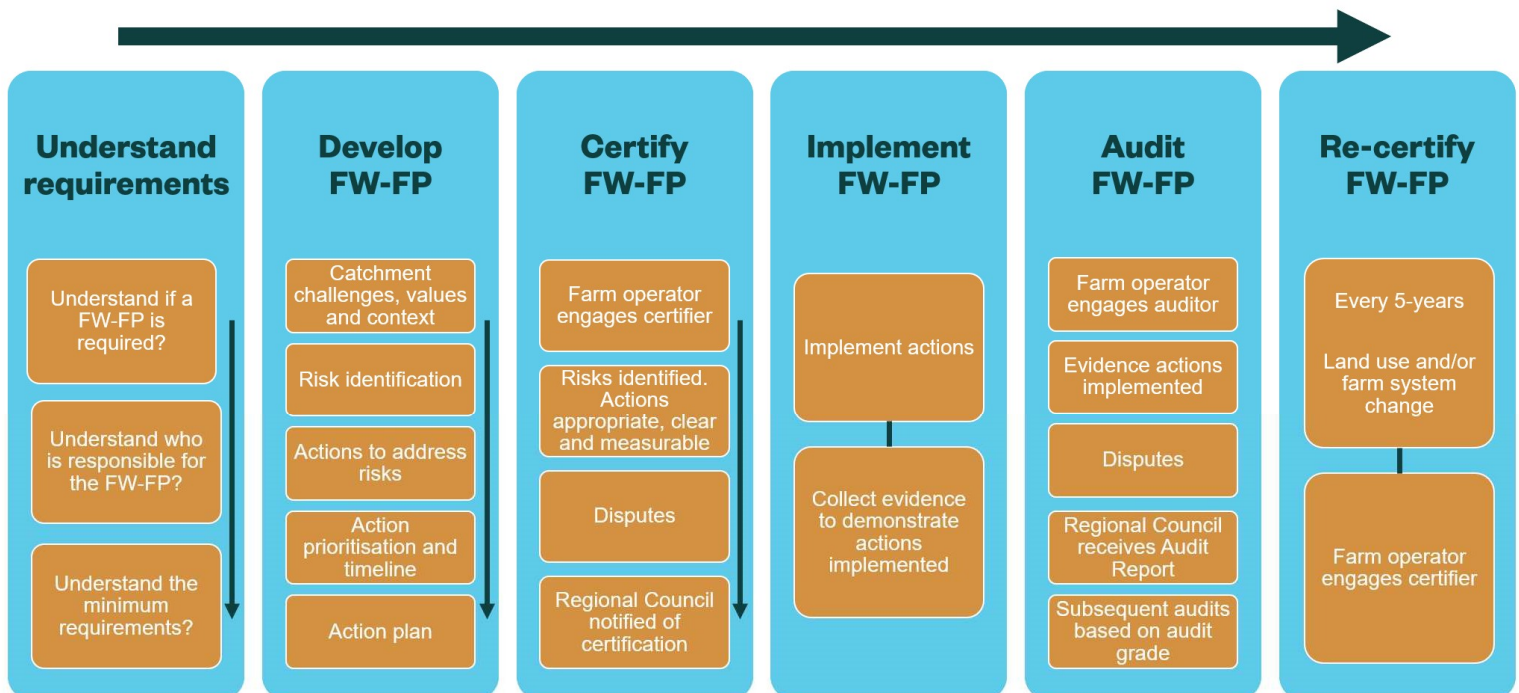 Understand
requirements
Understand if a
FW-FP is
required?
Understand who
is responsible for
the FW-FP?
Understand the
minimum
requirements?
Develop
FW-FP
Catchment
challenges, values
and context
Risk identification
Actions to address
risks
Action
prioritisation and
timeline
Action plan
Certify
FW-FP
Farm operator
engages certifier
Risks identified.
Actions
appropriate, clear
and measurable
Disputes
Regional Council
notified of
certification
Implement
FW-FP
Implement actions
Collect evidence
to demonstrate
actions
implemented
Audit
FW-FP
Farm operator
engages auditor
Evidence actions
implemented
Disputes
Regional Council
receives Audit
Report
Subsequent audits
based on audit
grade
Re-certify
FW-FP
Every 5-years
Land use and/or
farm system
change
Farm operator
engages certifier